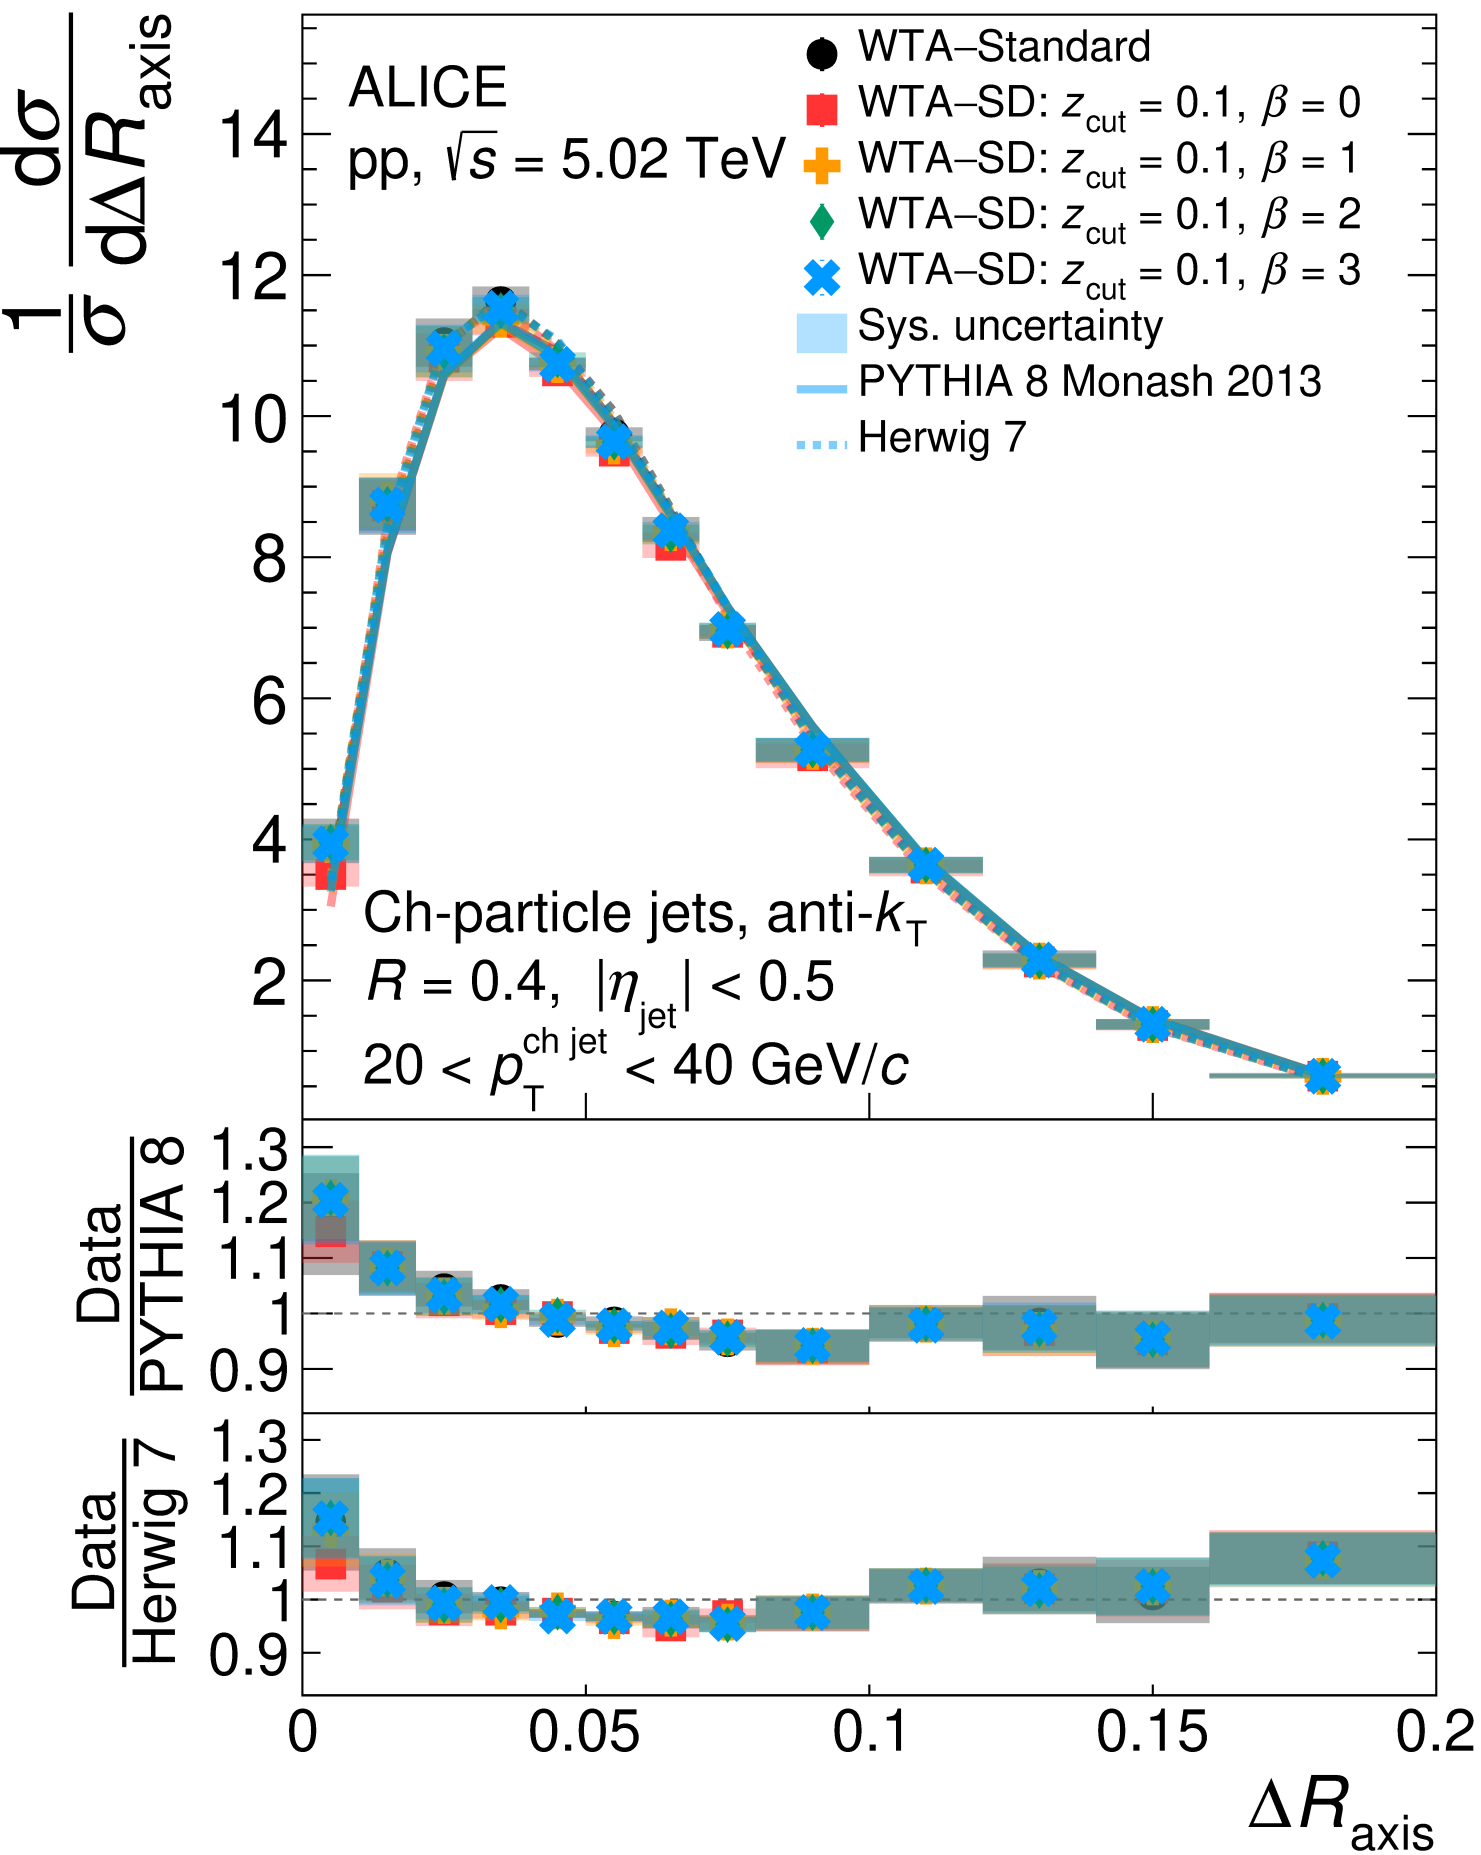 1/σ dσ/dΔR_axis
ALICE
pp, √s = 5.02 TeV
WTA–Standard
WTA–SD: z_cut = 0.1, β = 0
WTA–SD: z_cut = 0.1, β = 1
WTA–SD: z_cut = 0.1, β = 2
WTA–SD: z_cut = 0.1, β = 3
Sys. uncertainty
PYTHIA 8 Monash 2013
Herwig 7
14
12
10
8
6
4
2
Ch-particle jets, anti-k_T
R = 0.4, |η_jet| < 0.5
20 < p_T^ch jet < 40 GeV/c
Data
PYTHIA 8
1.3
1.2
1.1
1
0.9
Data
Herwig 7
1.3
1.2
1.1
1
0.9
0 0.05 0.1 0.15 0.2
ΔR_axis